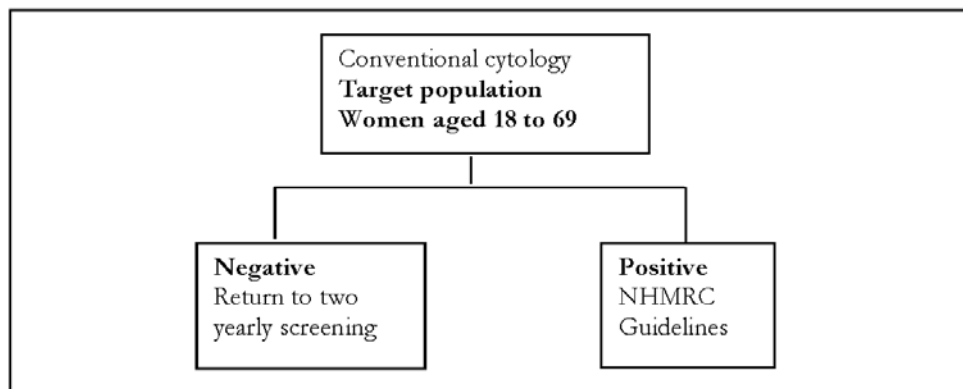 Conventional cytology
Target population
Women aged 18 to 69
Negative
Return to two
yearly screening
Positive
NHMRC
Guidelines